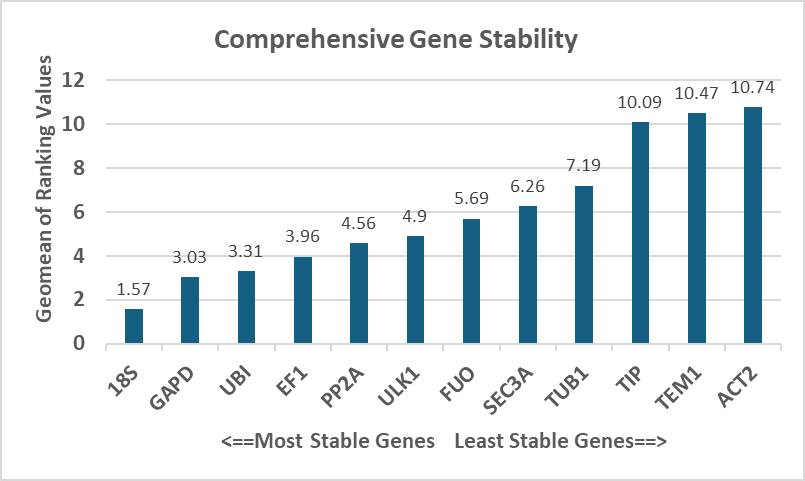 Comprehensive Gene Stability
Geomean of Ranking Values
12
10
8
6
4
2
0
1.57
3.03
3.31
3.96
4.56
4.9
5.69
6.26
7.19
10.09
10.47
10.74
18S
GAPD
UBI
EF1
PP2A
ULK1
FUO
SEC3A
TUB1
TIP
TEM1
ACT2
<==Most Stable Genes Least Stable Genes==>